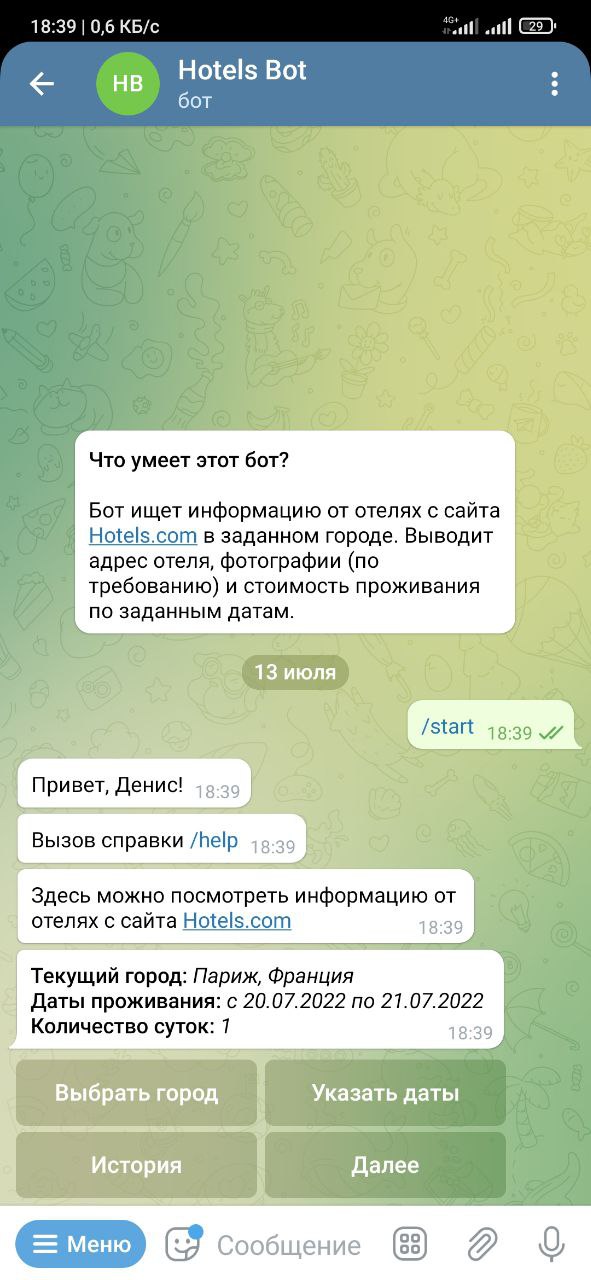 18:39 | 0,6 КБ/с
4G+
29
HB
Hotels Bot
бот
Что умеет этот бот?
Бот ищет информацию от отелях с сайта
Hotels.com в заданном городе. Выводит
адрес отеля, фотографии (по
требованию) и стоимость проживания
по заданным датам.
13 июля
/start 18:39
Привет, Денис! 18:39
Вызов справки /help 18:39
Здесь можно посмотреть информацию от
отелях с сайта Hotels.com 18:39
Текущий город: Париж, Франция
Даты проживания: с 20.07.2022 по 21.07.2022
Количество суток: 1 18:39
Выбрать город
Указать даты
История
Далее
Меню
Сообщение